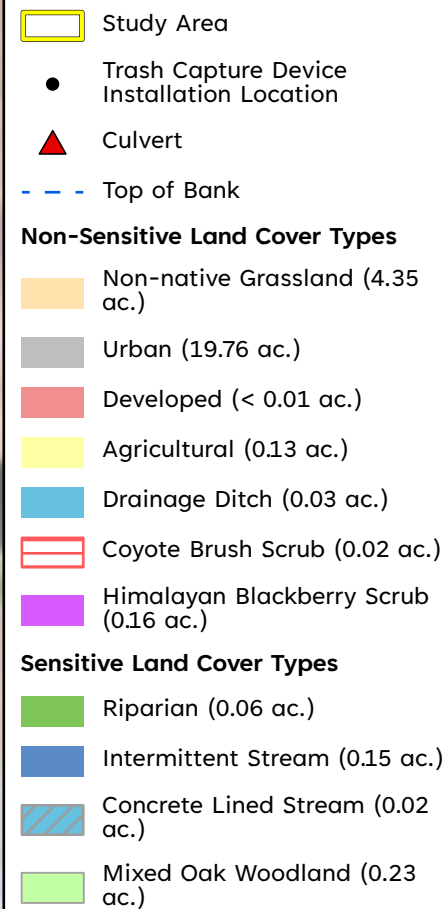 Study Area
Trash Capture Device
Installation Location
Culvert
Top of Bank
Non-Sensitive Land Cover Types
Non-native Grassland (4.35
ac.)
Urban (19.76 ac.)
Developed (< 0.01 ac.)
Agricultural (0.13 ac.)
Drainage Ditch (0.03 ac.)
Coyote Brush Scrub (0.02 ac.)
Himalayan Blackberry Scrub
(0.16 ac.)
Sensitive Land Cover Types
Riparian (0.06 ac.)
Intermittent Stream (0.15 ac.)
Concrete Lined Stream (0.02
ac.)
Mixed Oak Woodland (0.23
ac.)